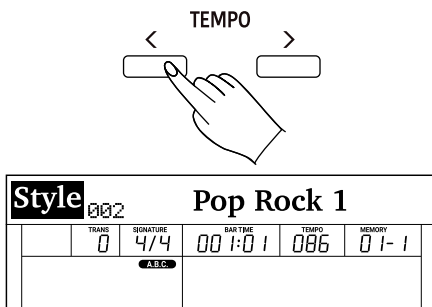 TEMPO
< >
Style 002 Pop Rock 1
TRANS SIGNATURE BAR TIME TEMPO MEMORY
0 4/4 001:01 086 01-1
A.B.C.